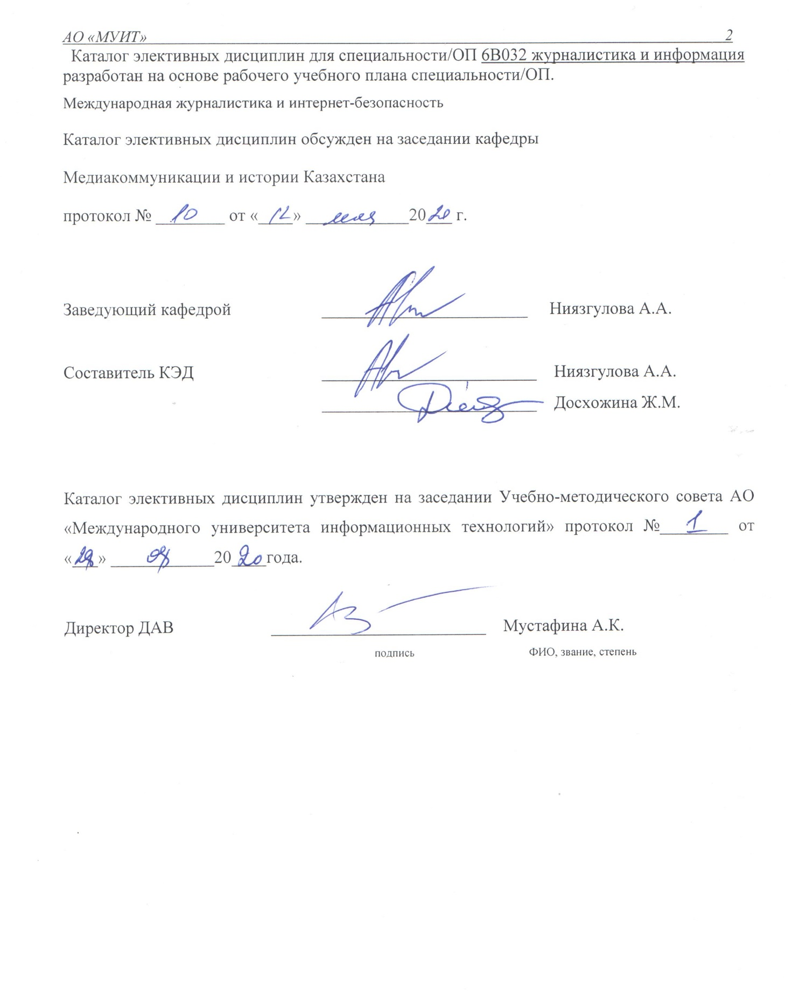 АО «МУИТ» 2
Каталог элективных дисциплин для специальности/ОП 6В032 журналистика и информация
разработан на основе рабочего учебного плана специальности/ОП.
Международная журналистика и интернет-безопасность
Каталог элективных дисциплин обсужден на заседании кафедры
Медиакоммуникации и истории Казахстана
протокол № 10 от «12» мая 2020 г.
Заведующий кафедрой Ниязгулова А.А.
Составитель КЭД Ниязгулова А.А.
Досхожина Ж.М.
Каталог элективных дисциплин утвержден на заседании Учебно-методического совета АО
«Международного университета информационных технологий» протокол № 1 от
« » 2020 года.
Директор ДАВ Мустафина А.К.
подпись ФИО, звание, степень